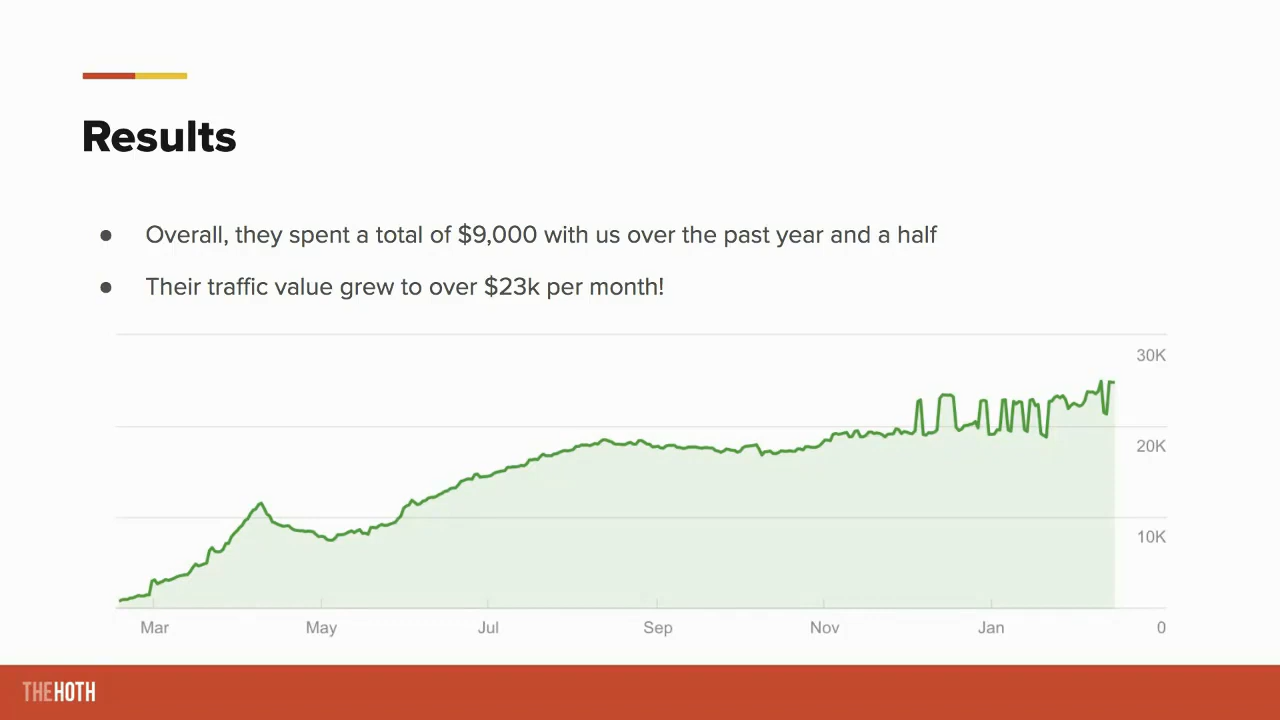 Results
● Overall, they spent a total of $9,000 with us over the past year and a half
● Their traffic value grew to over $23k per month!
30K
20K
10K
Mar May Jul Sep Nov Jan 0
THEHOTH